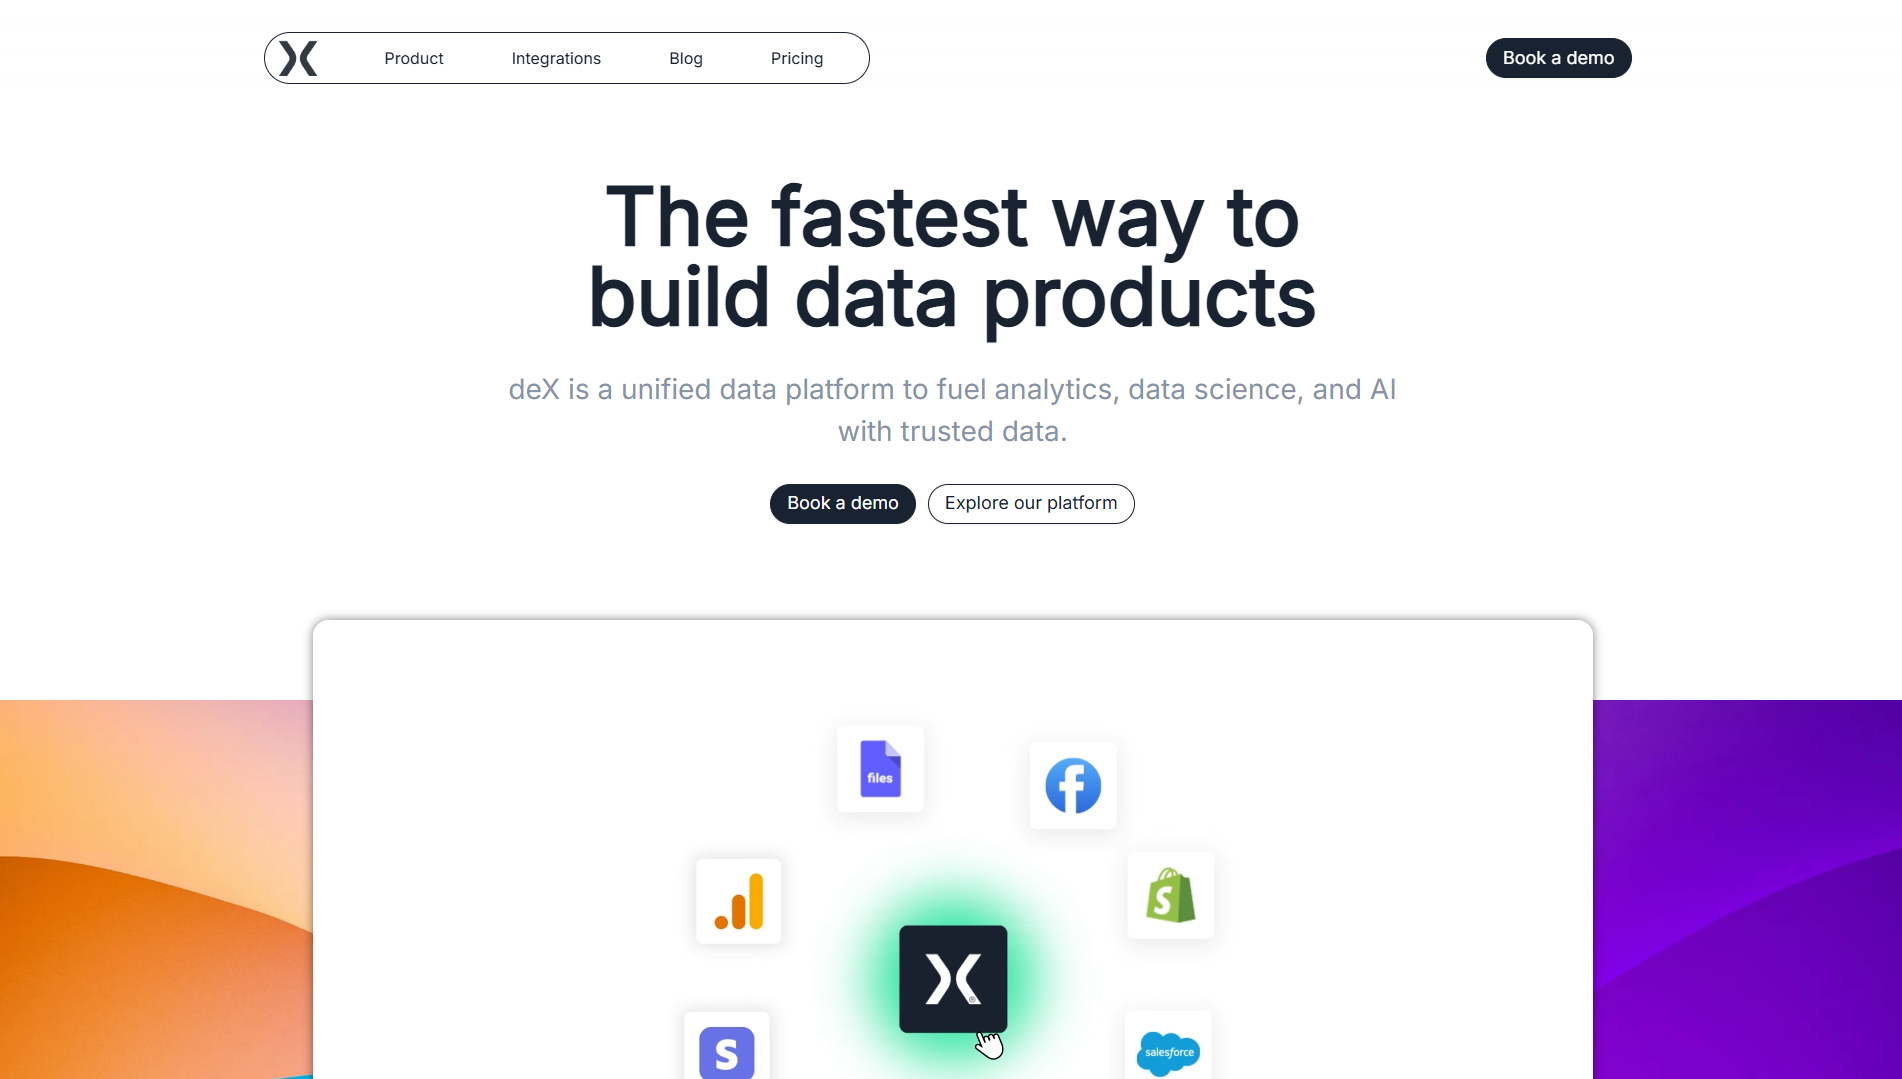 Product
Integrations
Blog
Pricing
Book a demo
The fastest way to
build data products
deX is a unified data platform to fuel analytics, data science, and AI
with trusted data.
Book a demo
Explore our platform
files
salesforce